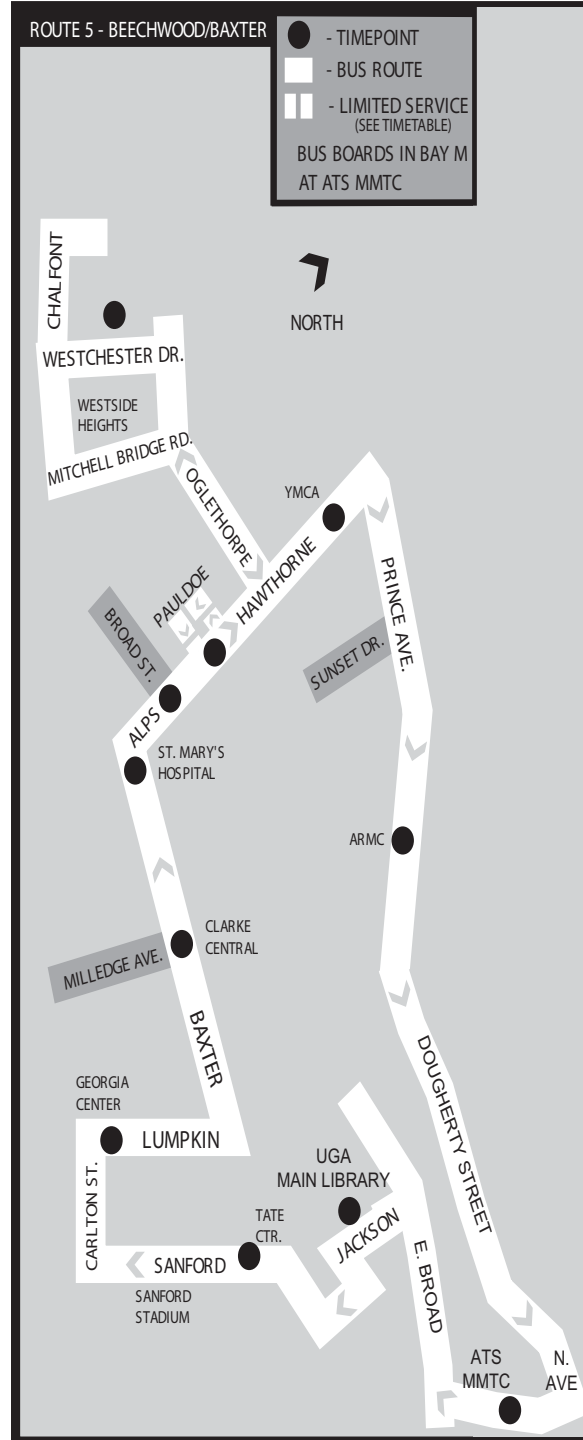 ROUTE 5 - BEECHWOOD/BAXTER
- TIMEPOINT
- BUS ROUTE
- LIMITED SERVICE
(SEE TIMETABLE)
BUS BOARDS IN BAY M
AT ATS MMTC
NORTH
CHALFONT
WESTCHESTER DR.
WESTSIDE
HEIGHTS
MITCHELL BRIDGE RD.
OGLETHORPE
YMCA
HAWTHORNE
PAULDOE
BROAD ST.
PRINCE AVE.
SUNSET DR.
ALPS
ST. MARY'S
HOSPITAL
ARMC
CLARKE
CENTRAL
MILLEDGE AVE.
BAXTER
DOUGHERTY STREET
GEORGIA
CENTER
LUMPKIN
UGA
MAIN LIBRARY
CARLTON ST.
TATE
CTR.
JACKSON
SANFORD
E. BROAD
SANFORD
STADIUM
ATS
MMTC
N.
AVE